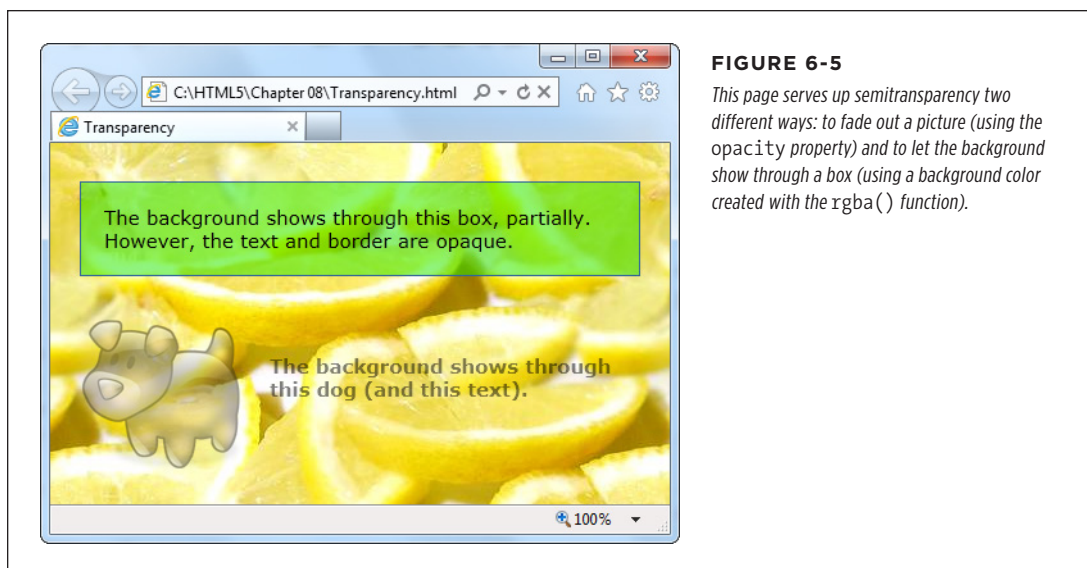 C:\HTML5\Chapter 08\Transparency.html
Transparency
The background shows through this box, partially.
However, the text and border are opaque.
The background shows through
this dog (and this text).
100%
FIGURE 6-5
This page serves up semitransparency two
different ways: to fade out a picture (using the
opacity property) and to let the background
show through a box (using a background color
created with the rgba() function).